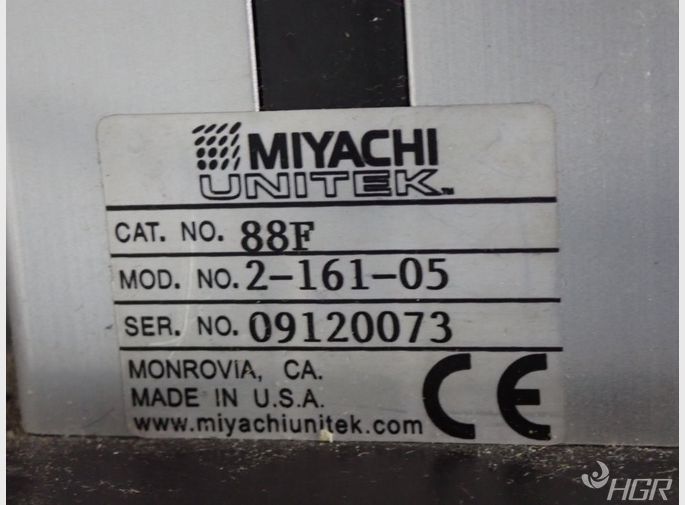 MIYACHI
UNITEK™
CAT. NO. 88F
MOD. NO. 2-161-05
SER. NO. 09120073
MONROVIA, CA.
MADE IN U.S.A.
www.miyachiunitek.com
CE
HGR